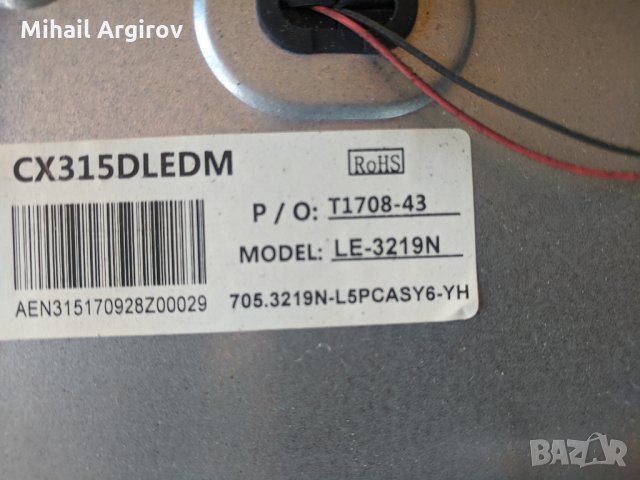 Mihail Argirov
CX315DLEDM
RoHS
P / O: T1708-43
MODEL: LE-3219N
AEN315170928Z00029
705.3219N-L5PCASY6-YH
BAZAR